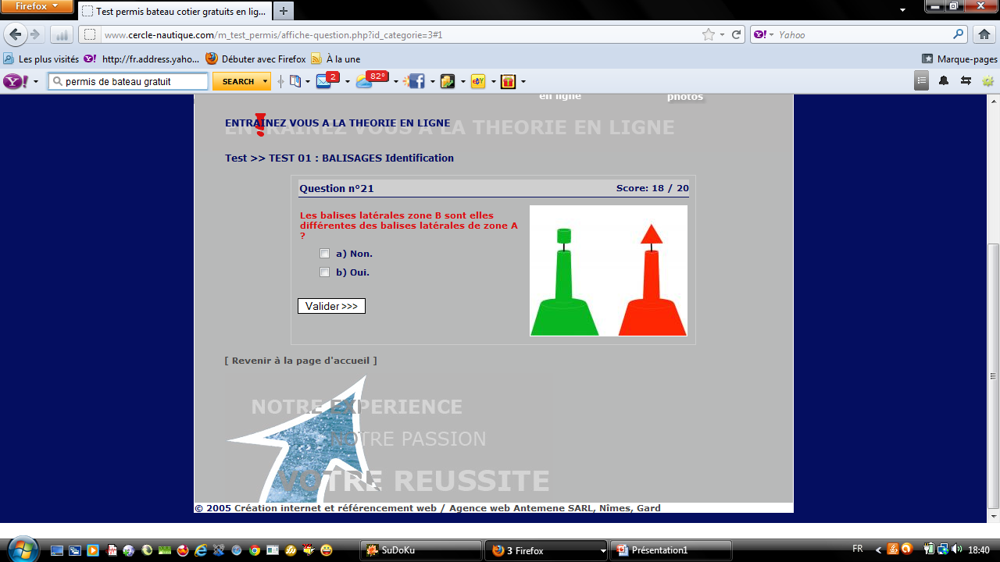 Firefox
Test permis bateau cotier gratuits en lig...
www.cercle-nautique.com/m_test_permis/affiche-question.php?id_categorie=3#1
Yahoo
Les plus visités
http://fr.address.yaho...
Débuter avec Firefox
À la une
Marque-pages
Y!
permis de bateau gratuit
SEARCH
2
82°
ebY
en ligne
photos
ENTRAINEZ VOUS A LA THEORIE EN LIGNE
ENTRAINEZ VOUS A LA THEORIE EN LIGNE
Test >> TEST 01 : BALISAGES Identification
Question n°21
Score: 18 / 20
Les balises latérales zone B sont elles
différentes des balises latérales de zone A
?
a) Non.
b) Oui.
Valider >>>
[ Revenir à la page d'accueil ]
NOTRE EXPERIENCE
NOTRE PASSION
VOTRE REUSSITE
© 2005 Création internet et référencement web / Agence web Antemene SARL, Nîmes, Gard
SuDoKu
3 Firefox
Présentation1
FR
18:40